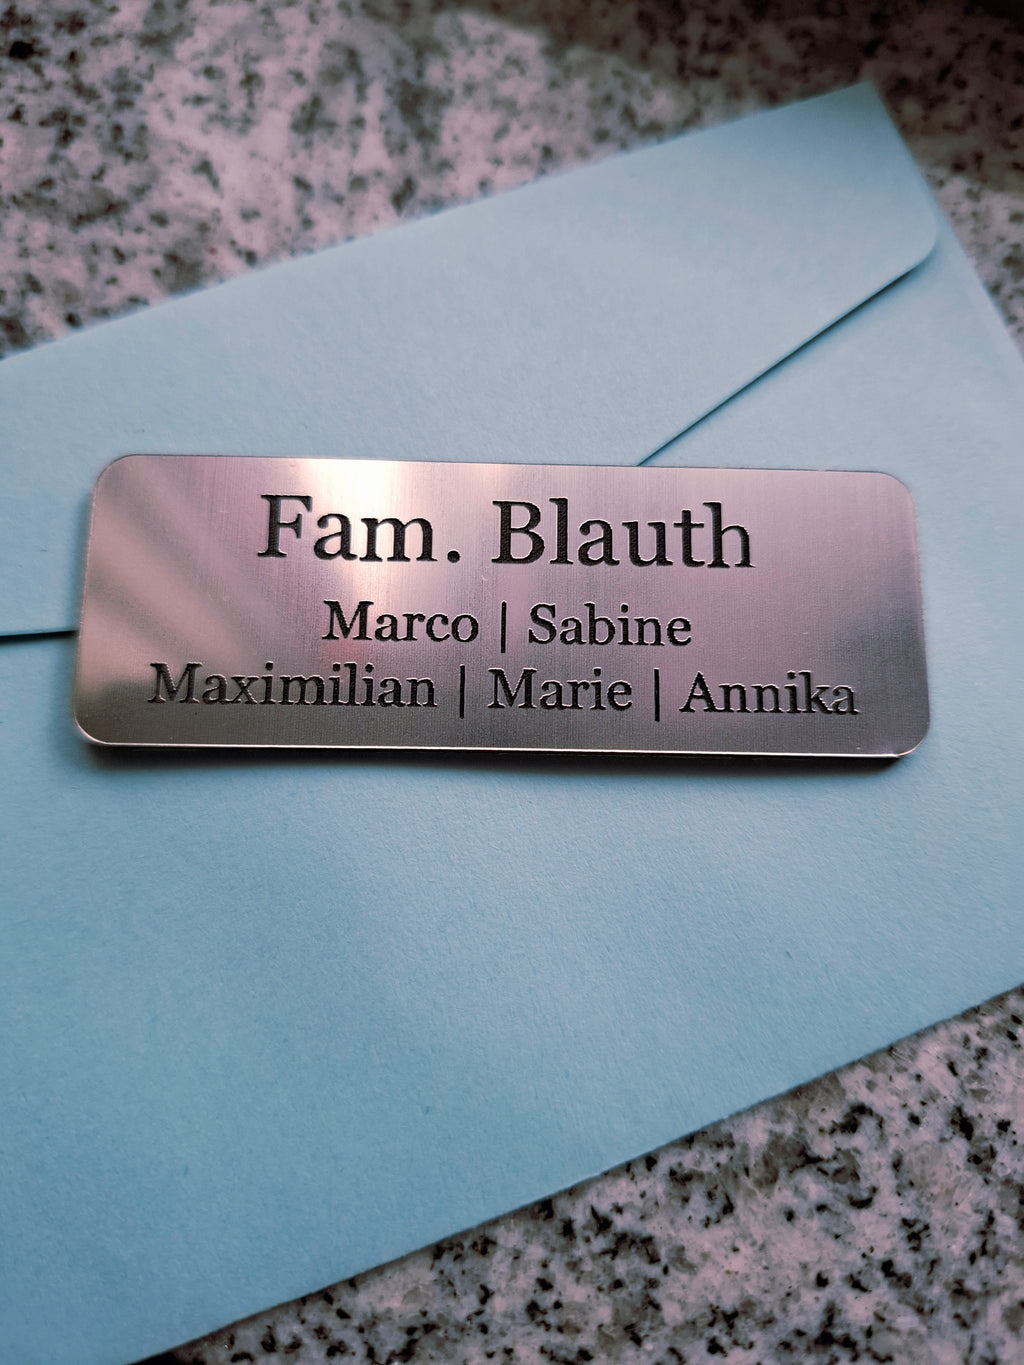 Fam. Blauth
Marco | Sabine
Maximilian | Marie | Annika